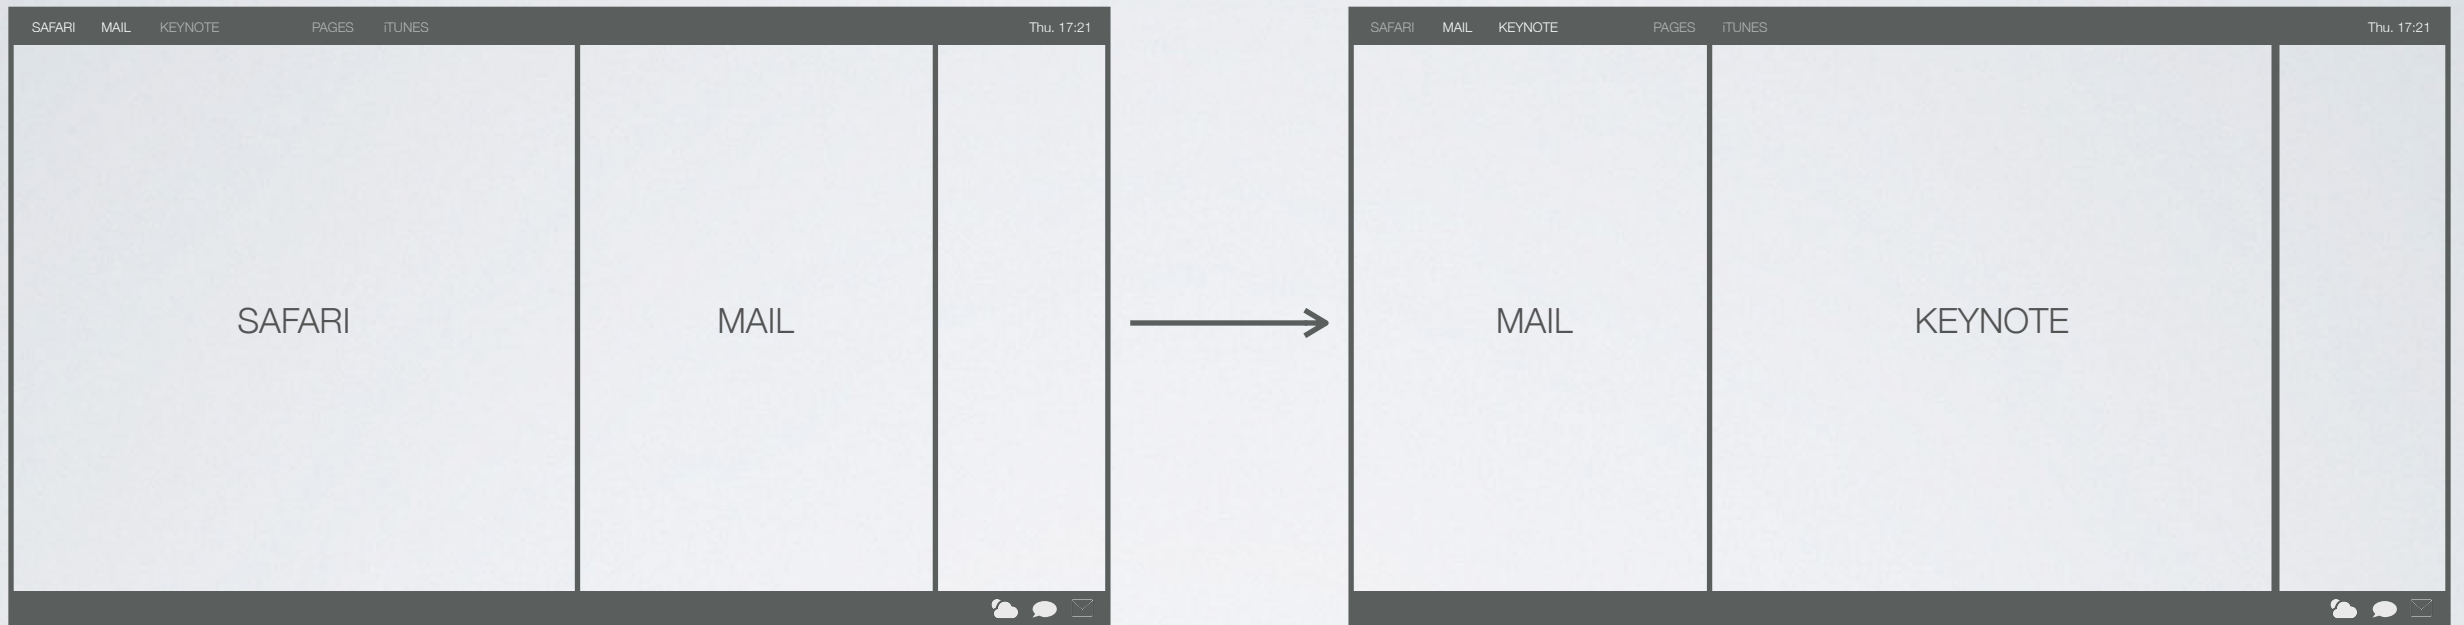 SAFARI MAIL KEYNOTE PAGES iTUNES Thu. 17:21
SAFARI MAIL
SAFARI MAIL KEYNOTE PAGES iTUNES Thu. 17:21
MAIL KEYNOTE